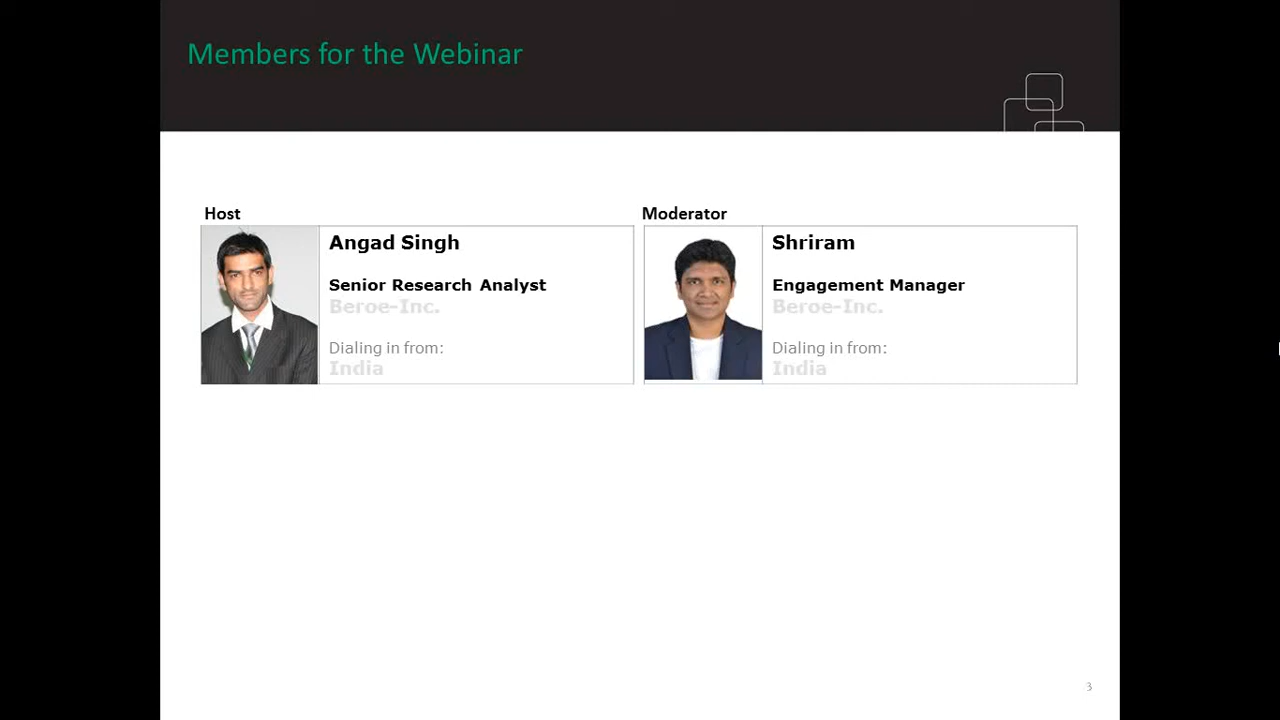 Members for the Webinar
Host
Angad Singh
Senior Research Analyst
Beroe-Inc.
Dialing in from:
India
Moderator
Shriram
Engagement Manager
Beroe-Inc.
Dialing in from:
India
3